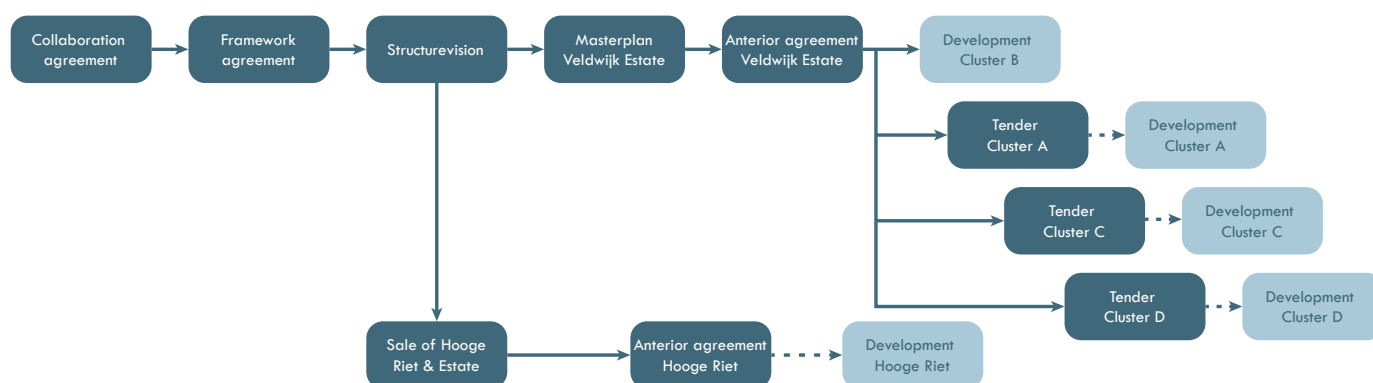 Collaboration
agreement
Framework
agreement
Structurevision
Masterplan
Veldwijk Estate
Anterior agreement
Veldwijk Estate
Development
Cluster B
Tender
Cluster A
Development
Cluster A
Tender
Cluster C
Development
Cluster C
Tender
Cluster D
Development
Cluster D
Sale of Hooge
Riet & Estate
Anterior agreement
Hooge Riet
Development
Hooge Riet